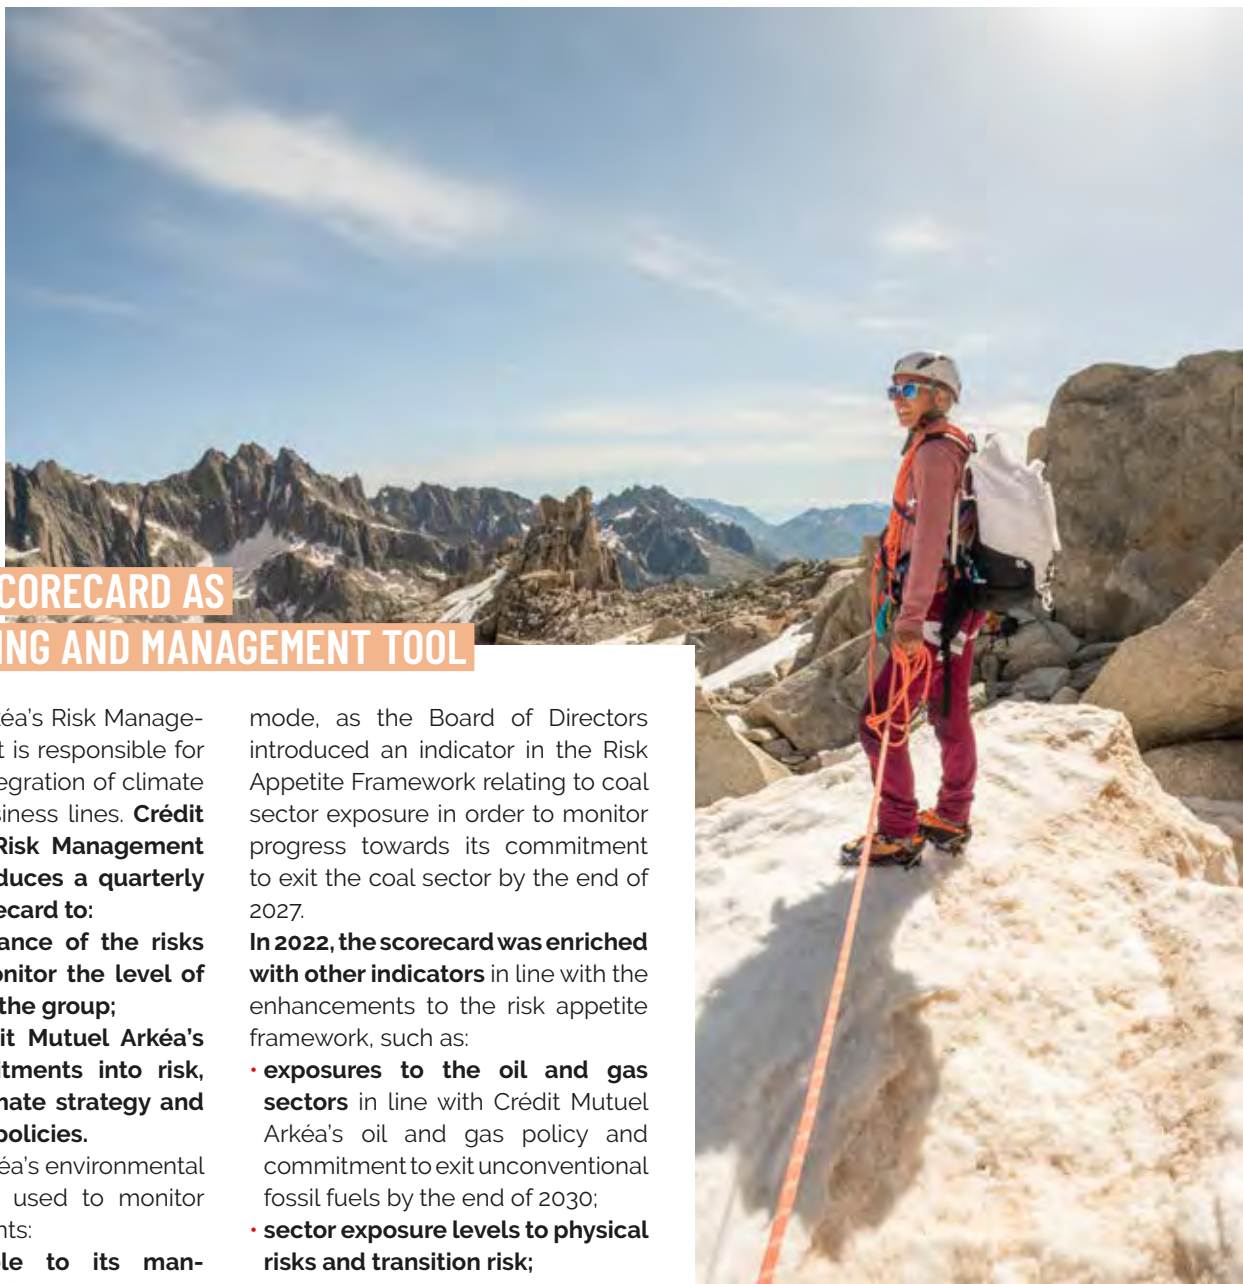 CORECARD AS
ING AND MANAGEMENT TOOL
éa’s Risk Manage-
t is responsible for
tegration of climate
siness lines. Crédit
Risk Management
duces a quarterly
ecard to:
ance of the risks
onitor the level of
the group;
it Mutuel Arkéa’s
itments into risk,
mate strategy and
policies.
éa’s environmental
used to monitor
nts:
le to its man-
mode, as the Board of Directors
introduced an indicator in the Risk
Appetite Framework relating to coal
sector exposure in order to monitor
progress towards its commitment
to exit the coal sector by the end of
2027.
In 2022, the scorecard was enriched
with other indicators in line with the
enhancements to the risk appetite
framework, such as:
• exposures to the oil and gas
sectors in line with Crédit Mutuel
Arkéa’s oil and gas policy and
commitment to exit unconventional
fossil fuels by the end of 2030;
• sector exposure levels to physical
risks and transition risk;